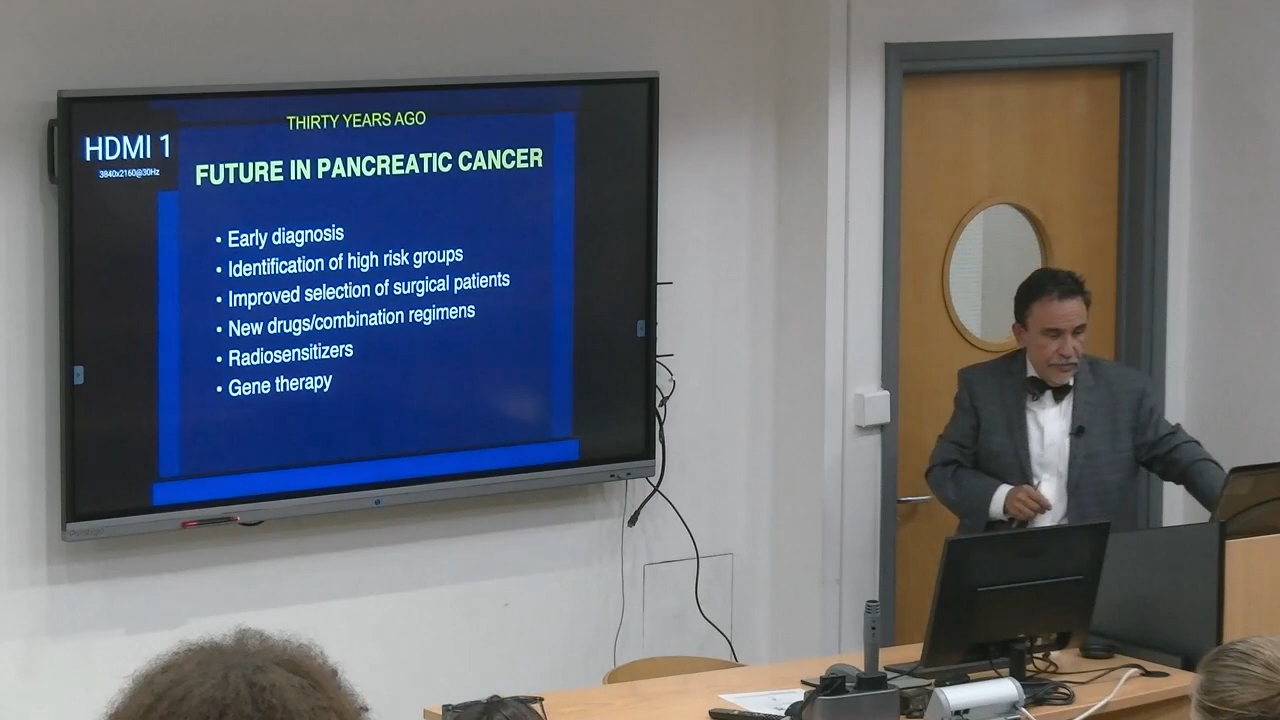 HDMI 1
3840x2160@30Hz
THIRTY YEARS AGO
FUTURE IN PANCREATIC CANCER
• Early diagnosis
• Identification of high risk groups
• Improved selection of surgical patients
• New drugs/combination regimens
• Radiosensitizers
• Gene therapy